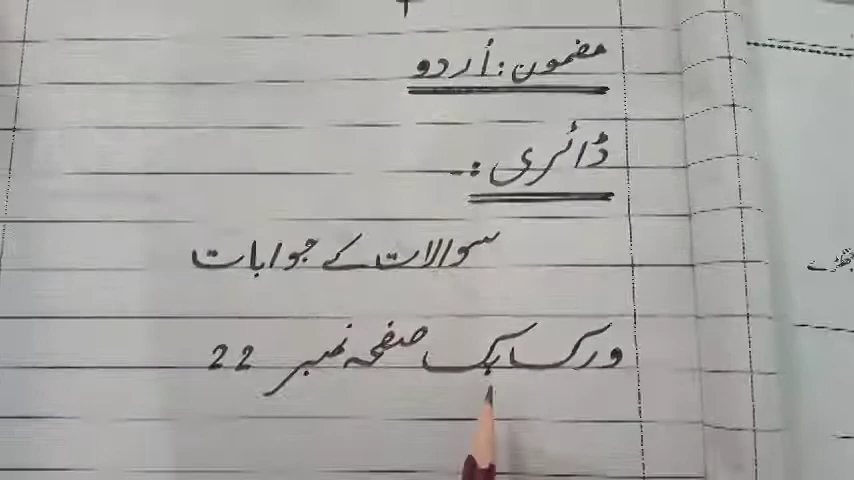 مضمون: اُردو
ڈائری :-
سوالات کے جوابات
ورک بک صفحہ نمبر 22